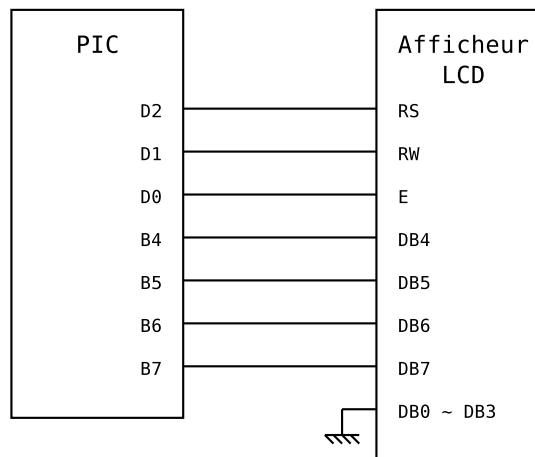 PIC
Afficheur
LCD
D2
RS
D1
RW
D0
E
B4
DB4
B5
DB5
B6
DB6
B7
DB7
DB0 ~ DB3